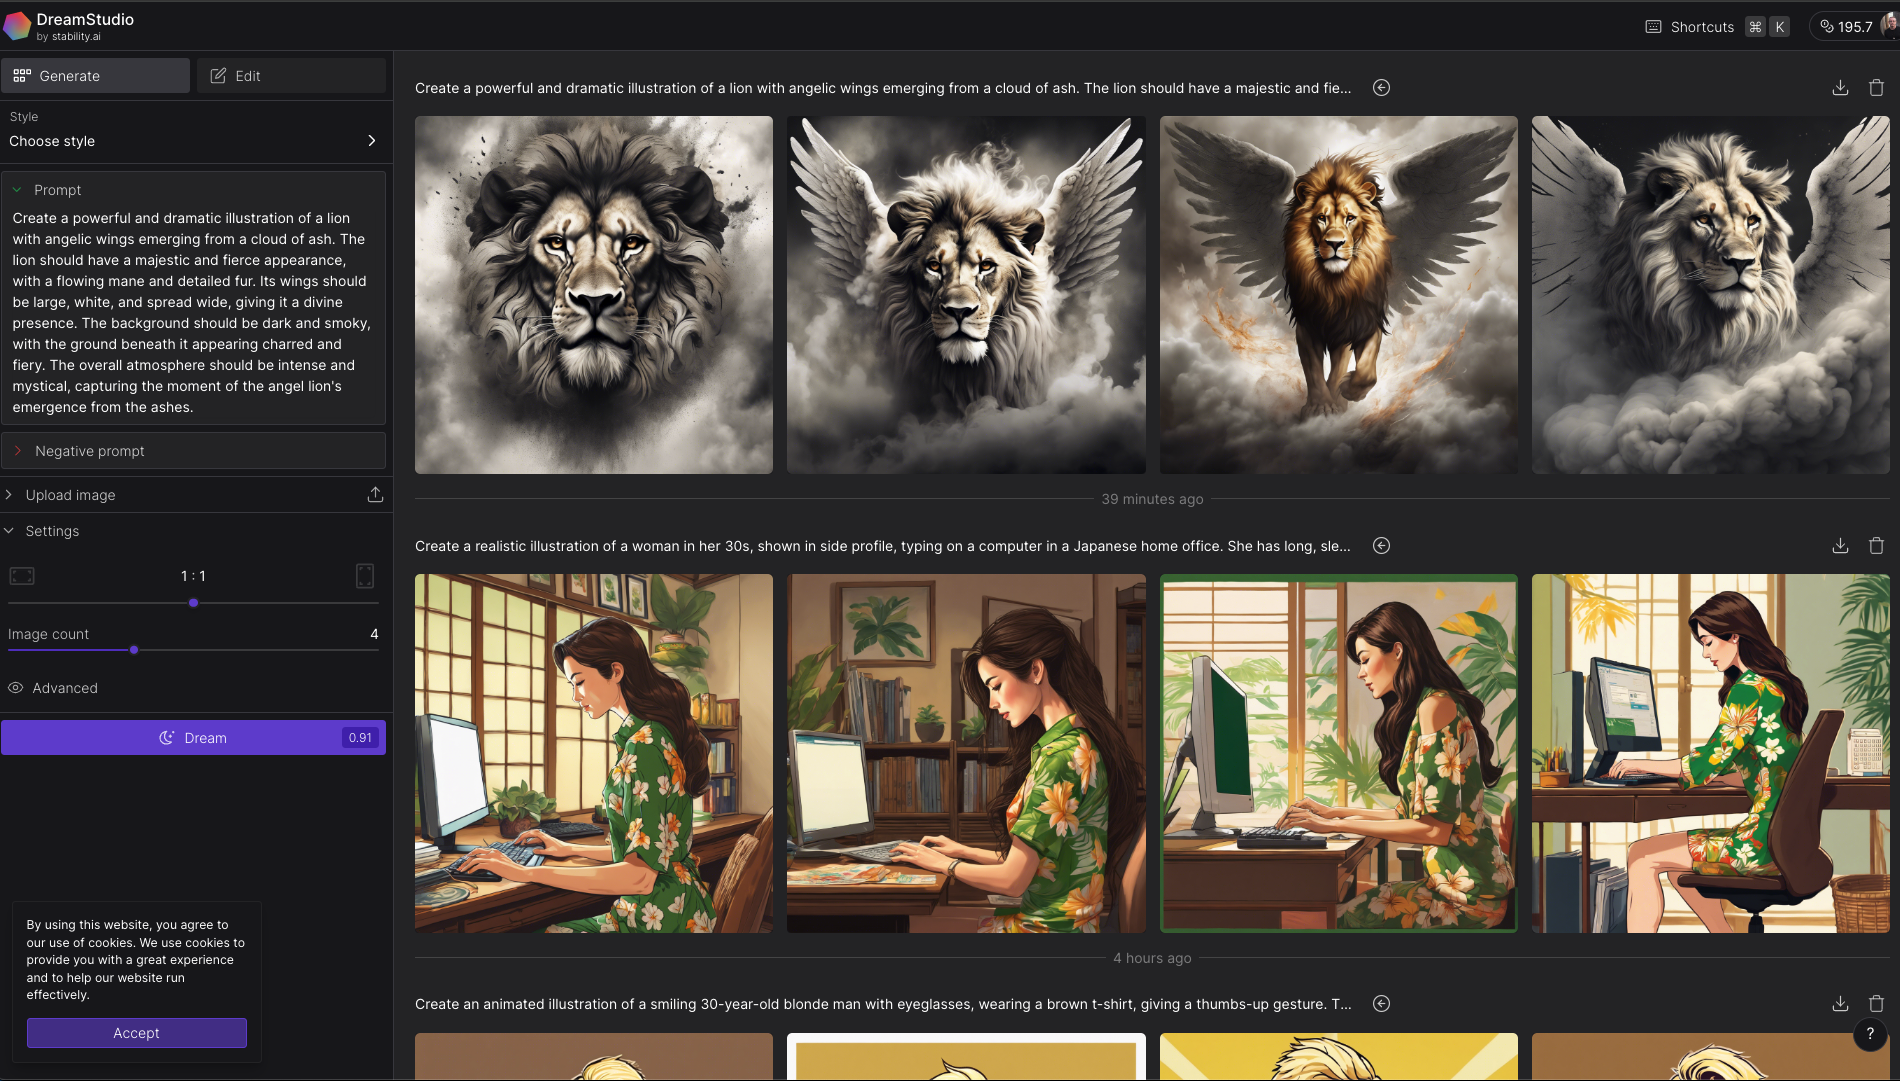 DreamStudio
by stability.ai
Shortcuts ⌘ K
195.7
Generate
Edit
Style
Choose style
Prompt
Create a powerful and dramatic illustration of a lion
with angelic wings emerging from a cloud of ash. The
lion should have a majestic and fierce appearance,
with a flowing mane and detailed fur. Its wings should
be large, white, and spread wide, giving it a divine
presence. The background should be dark and smoky,
with the ground beneath it appearing charred and
fiery. The overall atmosphere should be intense and
mystical, capturing the moment of the angel lion's
emergence from the ashes.
Negative prompt
Upload image
Settings
1 : 1
Image count 4
Advanced
Dream 0.91
By using this website, you agree to
our use of cookies. We use cookies to
provide you with a great experience
and to help our website run
effectively.
Accept
Create a powerful and dramatic illustration of a lion with angelic wings emerging from a cloud of ash. The lion should have a majestic and fie...
39 minutes ago
Create a realistic illustration of a woman in her 30s, shown in side profile, typing on a computer in a Japanese home office. She has long, sle...
4 hours ago
Create an animated illustration of a smiling 30-year-old blonde man with eyeglasses, wearing a brown t-shirt, giving a thumbs-up gesture. T...
?